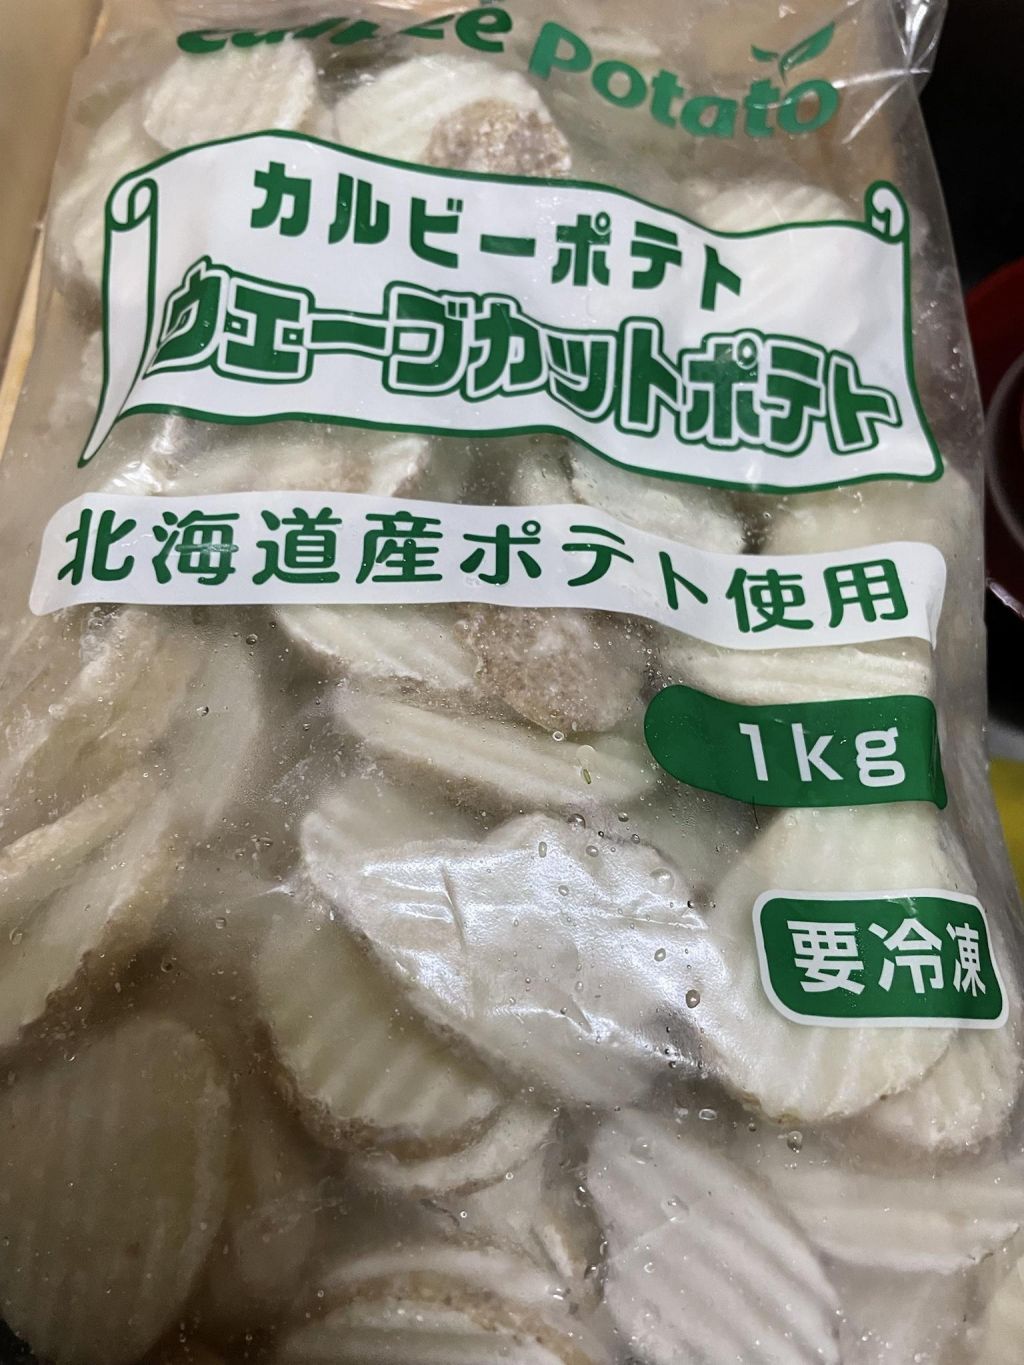 Potato
カルビーポテト
ウエーブカットポテト
北海道産ポテト使用
1kg
要冷凍